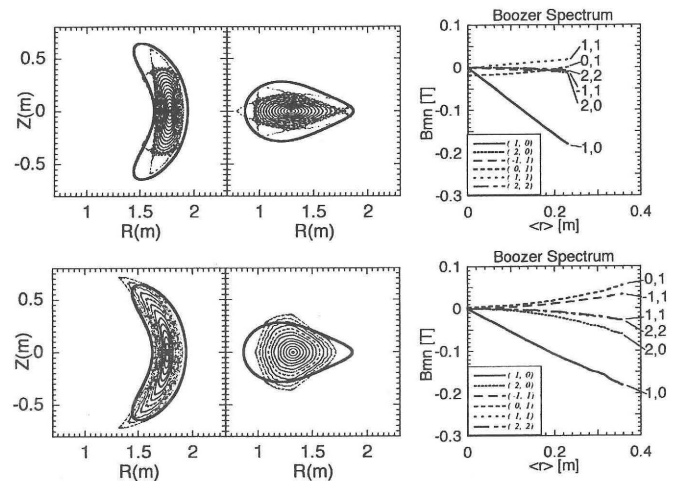 Boozer Spectrum
Z(m)
0.5
0
-0.5
1
1.5
2
R(m)
1
1.5
2
R(m)
Bmn [T]
0.1
0
-0.1
-0.2
-0.3
1,1
0,1
2,2
-1,1
2,0
1,0
( 1, 0)
( 2, 0)
(-1, 1)
( 0, 1)
( 1, 1)
( 2, 2)
0
0.2
0.4
<r> [m]
Boozer Spectrum
Z(m)
0.5
0
-0.5
1
1.5
2
R(m)
1
1.5
2
R(m)
Bmn [T]
0.1
0
-0.1
-0.2
-0.3
0,1
-1,1
1,1
2,2
2,0
1,0
( 1, 0)
( 2, 0)
(-1, 1)
( 0, 1)
( 1, 1)
( 2, 2)
0
0.2
0.4
<r> [m]